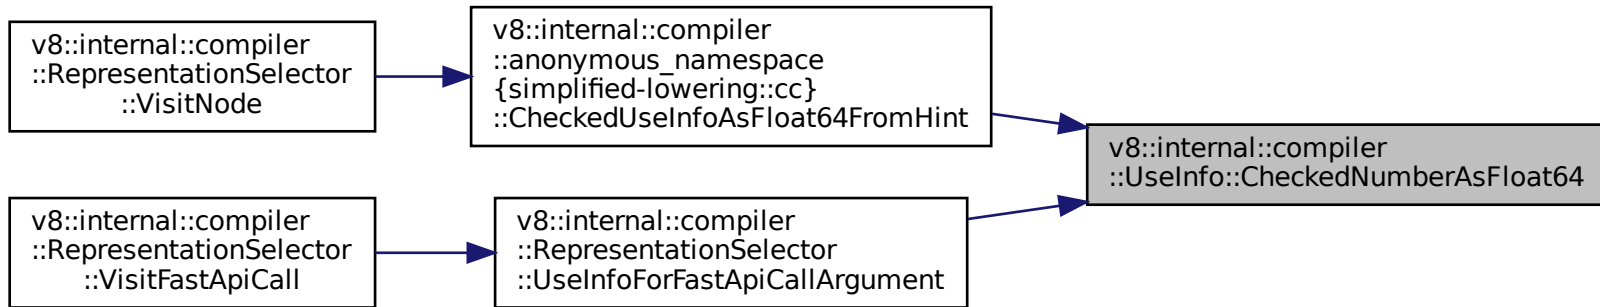 v8::internal::compiler
::RepresentationSelector
::VisitNode
v8::internal::compiler
::anonymous_namespace
{simplified-lowering::cc}
::CheckedUseInfoAsFloat64FromHint
v8::internal::compiler
::UseInfo::CheckedNumberAsFloat64
v8::internal::compiler
::RepresentationSelector
::VisitFastApiCall
v8::internal::compiler
::RepresentationSelector
::UseInfoForFastApiCallArgument